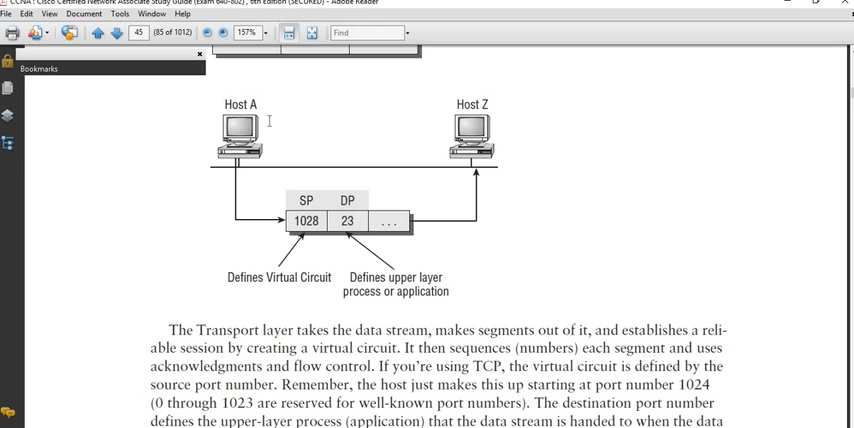 CCNA : Cisco Certified Network Associate Study Guide (Exam 640-802) , 6th Edition (SECURED) - Adobe Reader
File Edit View Document Tools Window Help
45 (85 of 1012) 157% Find
Bookmarks
Host A Host Z
SP DP
1028 23 ...
Defines Virtual Circuit Defines upper layer
process or application
The Transport layer takes the data stream, makes segments out of it, and establishes a reli-
able session by creating a virtual circuit. It then sequences (numbers) each segment and uses
acknowledgments and flow control. If you’re using TCP, the virtual circuit is defined by the
source port number. Remember, the host just makes this up starting at port number 1024
(0 through 1023 are reserved for well-known port numbers). The destination port number
defines the upper-layer process (application) that the data stream is handed to when the data